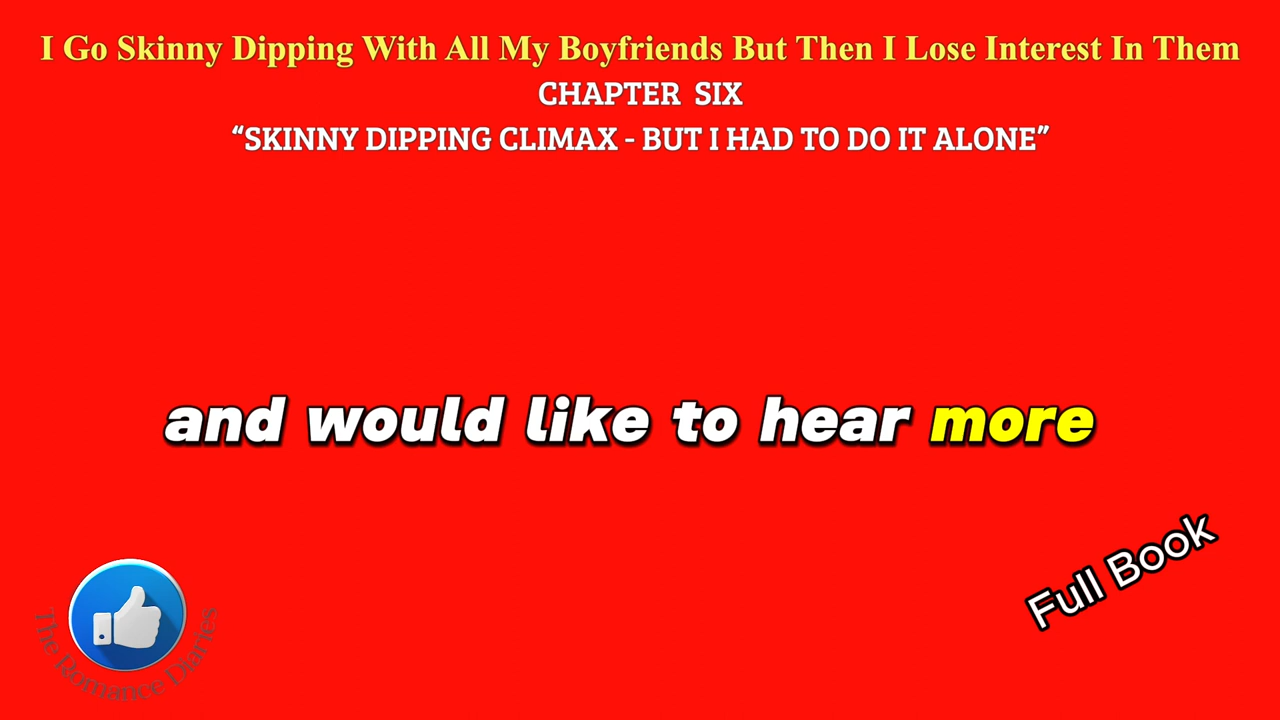 I Go Skinny Dipping With All My Boyfriends But Then I Lose Interest In Them
CHAPTER SIX
“SKINNY DIPPING CLIMAX - BUT I HAD TO DO IT ALONE”
and would like to hear more
Full Book
The Romance Diaries